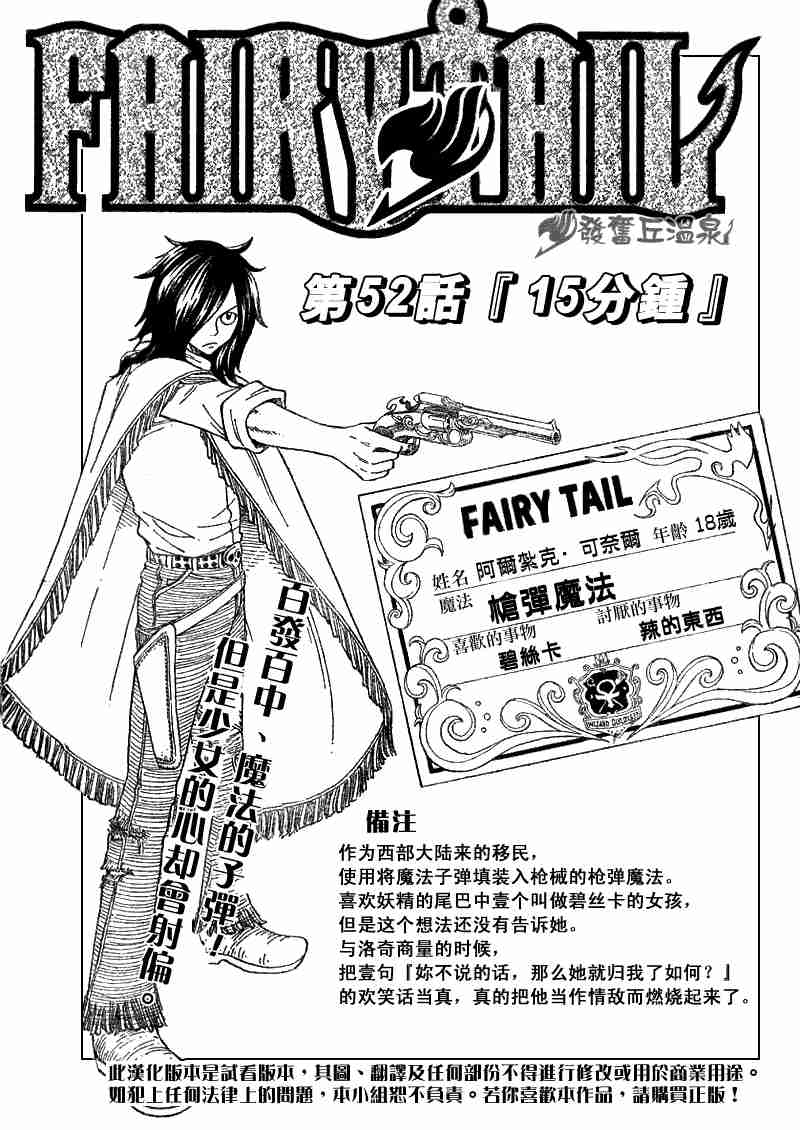 FAIRY TAIL
發奮丘溫泉
第52話『15分鍾』
FAIRY TAIL
姓名 阿爾紮克·可奈爾 年齡 18歲
魔法 槍彈魔法
喜歡的事物 討厭的事物
碧絲卡 辣的東西
百發百中、魔法的子彈!
但是少女的心却曾射偏。
備注
作为西部大陆来的移民,
使用将魔法子弹填装入枪械的枪弹魔法。
喜欢妖精的尾巴中壹个叫做碧丝卡的女孩,
但是这个想法还没有告诉她。
与洛奇商量的时候,
把壹句『妳不说的话，那么她就归我了如何？』
的欢笑话当真，真的把他当作情敌而燃烧起来了。
此漢化版本是試看版本，其圖、翻譯及任何部份不得進行修改或用於商業用途。
如犯上任何法律上的問題，本小組恕不負責。若你喜歡本作品，請購買正版！